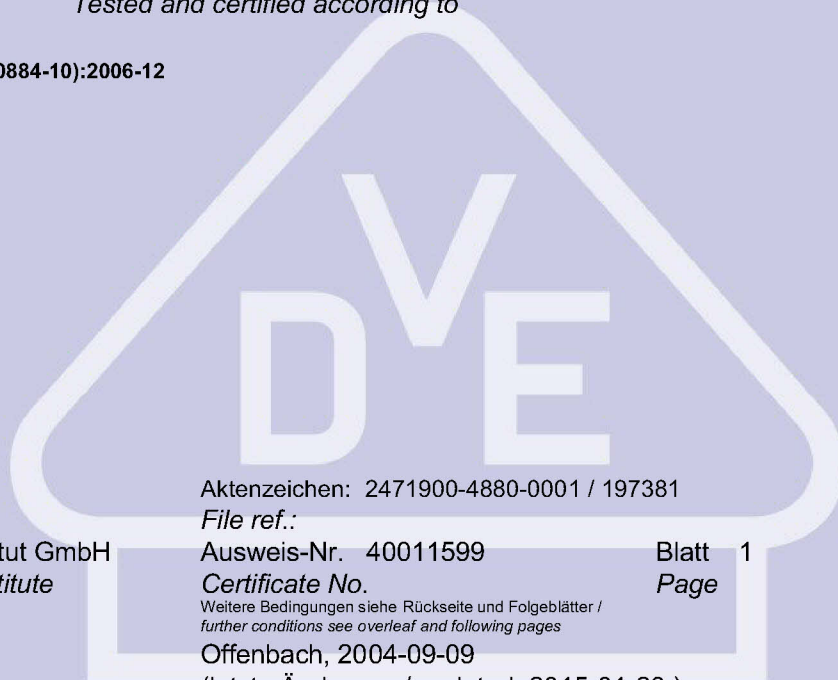 Tested and certified according to
0884-10):2006-12
DVE
Aktenzeichen: 2471900-4880-0001 / 197381
File ref.:
tut GmbH Ausweis-Nr. 40011599 Blatt 1
titute Certificate No. Page
Weitere Bedingungen siehe Rückseite und Folgeblätter /
further conditions see overleaf and following pages
Offenbach, 2004-09-09